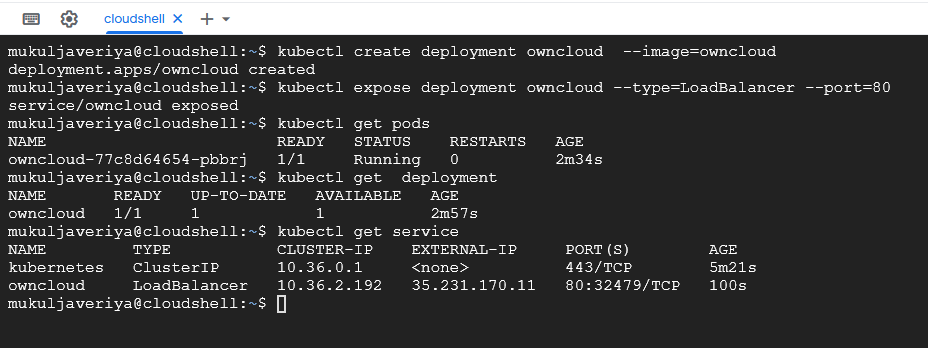 cloudshell
mukuljaveriya@cloudshell:~$ kubectl create deployment owncloud  --image=owncloud
deployment.apps/owncloud created
mukuljaveriya@cloudshell:~$ kubectl expose deployment owncloud --type=LoadBalancer --port=80
service/owncloud exposed
mukuljaveriya@cloudshell:~$ kubectl get pods
NAME                        READY   STATUS    RESTARTS   AGE
owncloud-77c8d64654-pbbrj   1/1     Running   0          2m34s
mukuljaveriya@cloudshell:~$ kubectl get  deployment
NAME       READY   UP-TO-DATE   AVAILABLE   AGE
owncloud   1/1     1            1           2m57s
mukuljaveriya@cloudshell:~$ kubectl get service
NAME         TYPE           CLUSTER-IP    EXTERNAL-IP     PORT(S)         AGE
kubernetes   ClusterIP      10.36.0.1     <none>          443/TCP         5m21s
owncloud     LoadBalancer   10.36.2.192   35.231.170.11   80:32479/TCP   100s
mukuljaveriya@cloudshell:~$